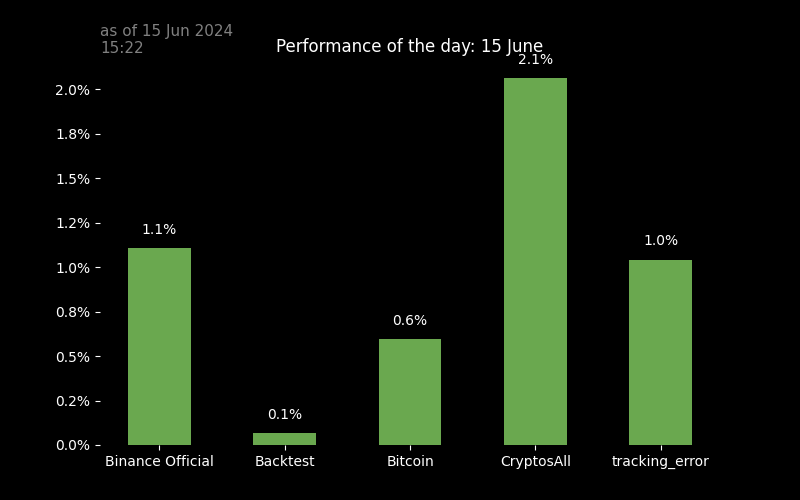 as of 15 Jun 2024
15:22
Performance of the day: 15 June
2.1%
2.0%
1.8%
1.5%
1.2%
1.1%
1.0%
1.0%
0.8%
0.6%
0.5%
0.2%
0.1%
0.0%
Binance Official
Backtest
Bitcoin
CryptosAll
tracking_error